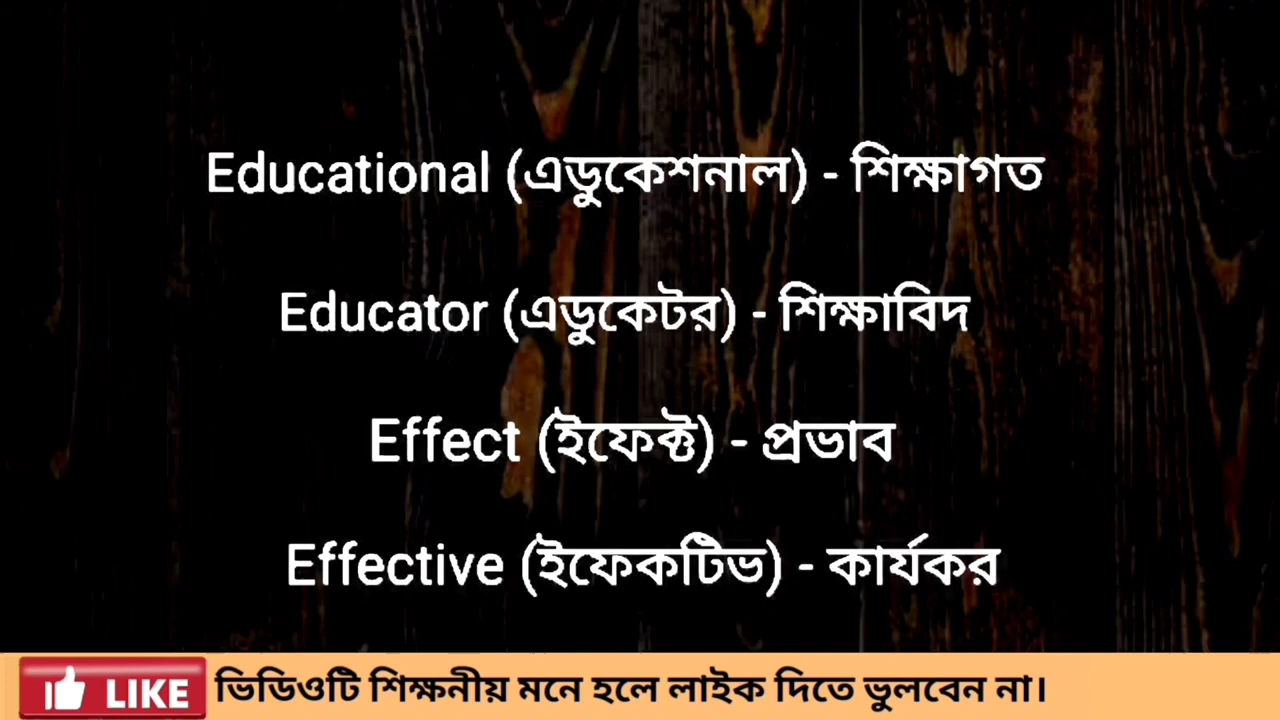 Educational (এডুকেশনাল) - শিক্ষাগত
Educator (এডুকেটর) - শিক্ষাবিদ
Effect (ইফেক্ট) - প্রভাব
Effective (ইফেকটিভ) - কার্যকর
LIKE ভিডিওটি শিক্ষনীয় মনে হলে লাইক দিতে ভুলবেন না।